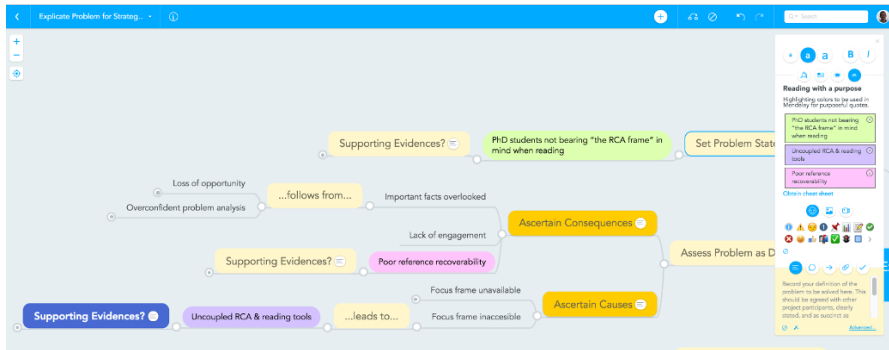 Explicate Problem for Strateg..
Search
Supporting Evidences?
PhD students not bearing "the RCA frame" in
mind when reading
Set Problem State
Loss of opportunity
Overconfident problem analysis
...follows from...
Important facts overlooked
Lack of engagement
Ascertain Consequences
Supporting Evidences?
Poor reference recoverability
Assess Problem as D
Focus frame unavailable
Focus frame inaccesible
Ascertain Causes
Supporting Evidences?
Uncoupled RCA & reading tools
...leads to...
a a a B I
Reading with a purpose
Highlighting colors to be used in
Mendeley for purposeful quotes.
PhD students not bearing
"the RCA frame" in mind
when reading
Uncoupled RCA & reading
tools
Poor reference
recoverability
Obtain cheat sheet
Record your definition of the
problem to be solved here. This
should be agreed with other
project participants, clearly
stated, and as succinct as
Advanced...